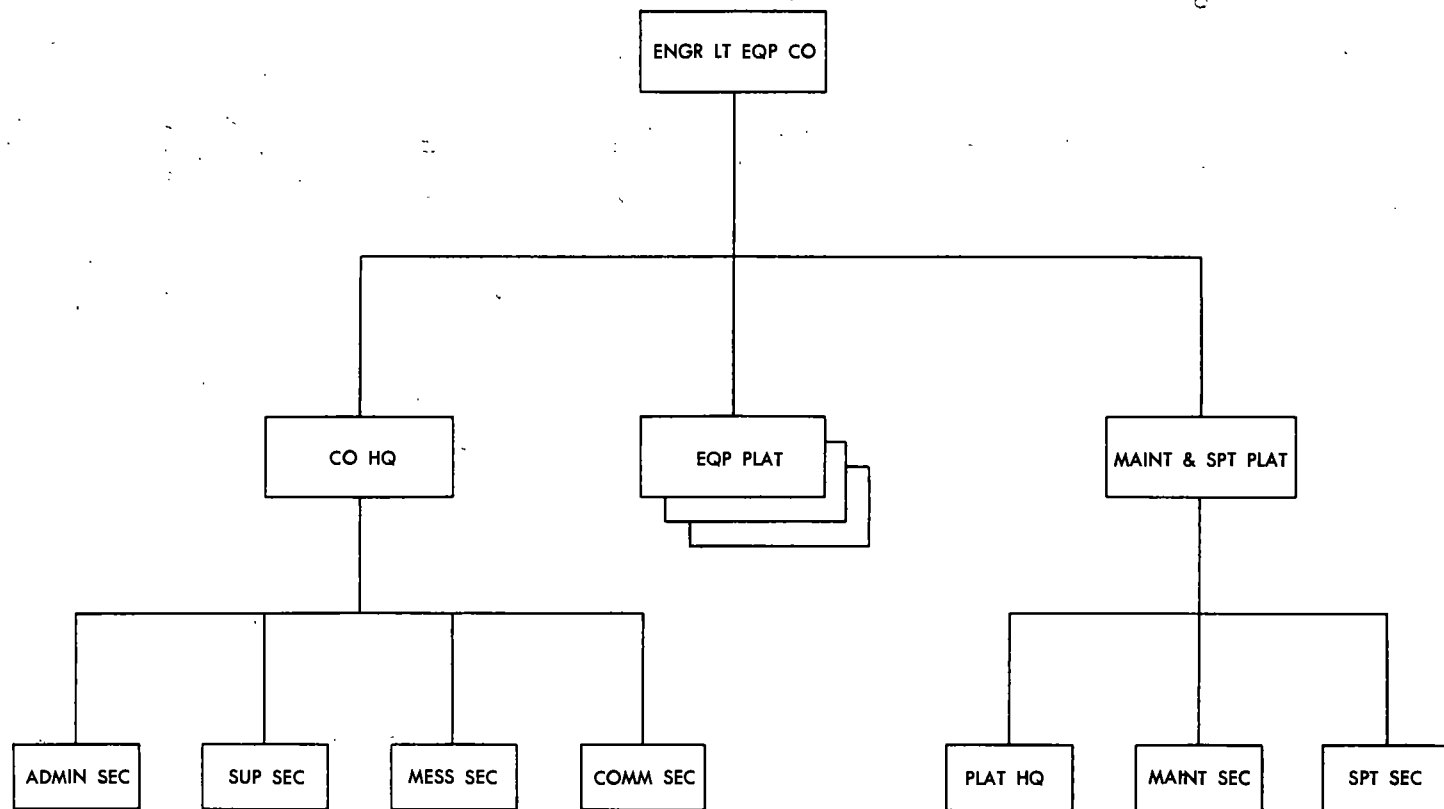 ENGR LT EQP CO
CO HQ
EQP PLAT
MAINT & SPT PLAT
ADMIN SEC
SUP SEC
MESS SEC
COMM SEC
PLAT HQ
MAINT SEC
SPT SEC